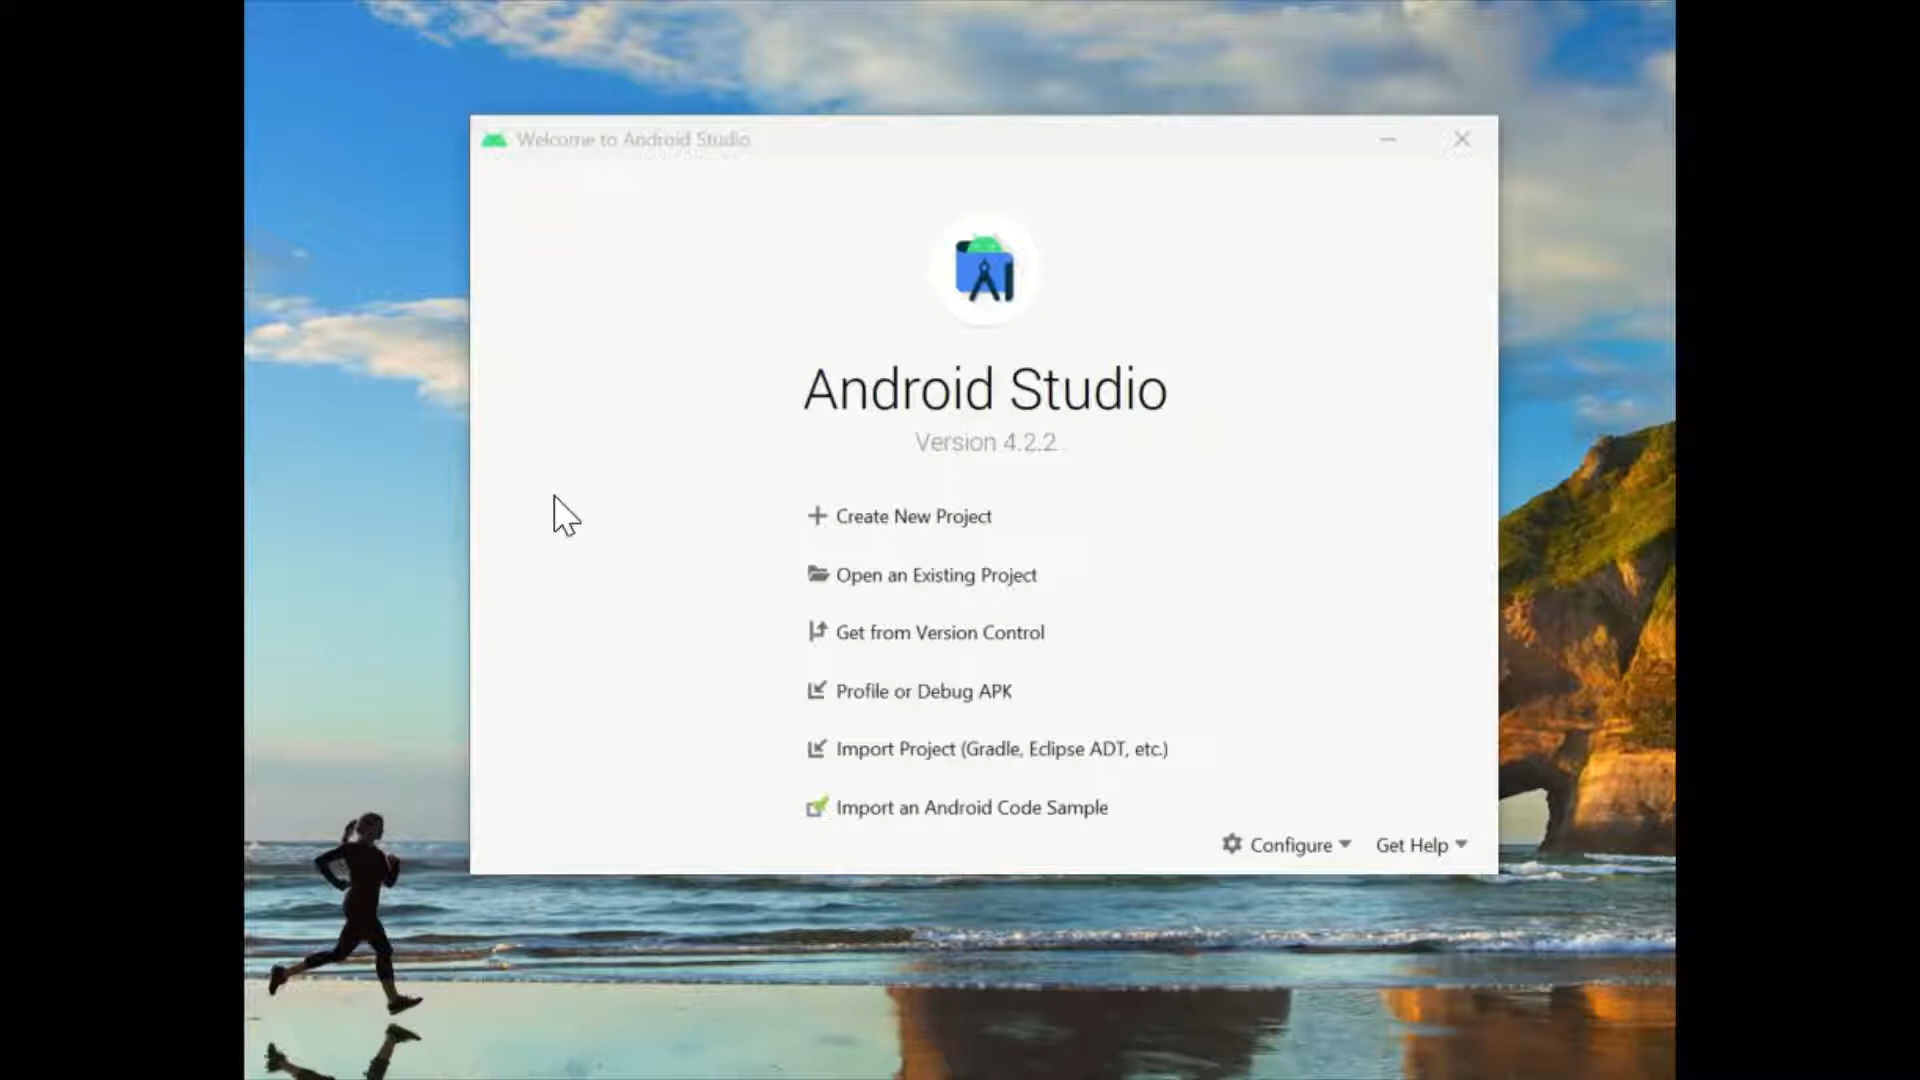 Welcome to Android Studio
Android Studio
Version 4.2.2
Create New Project
Open an Existing Project
Get from Version Control
Profile or Debug APK
Import Project (Gradle, Eclipse ADT, etc.)
Import an Android Code Sample
Configure
Get Help